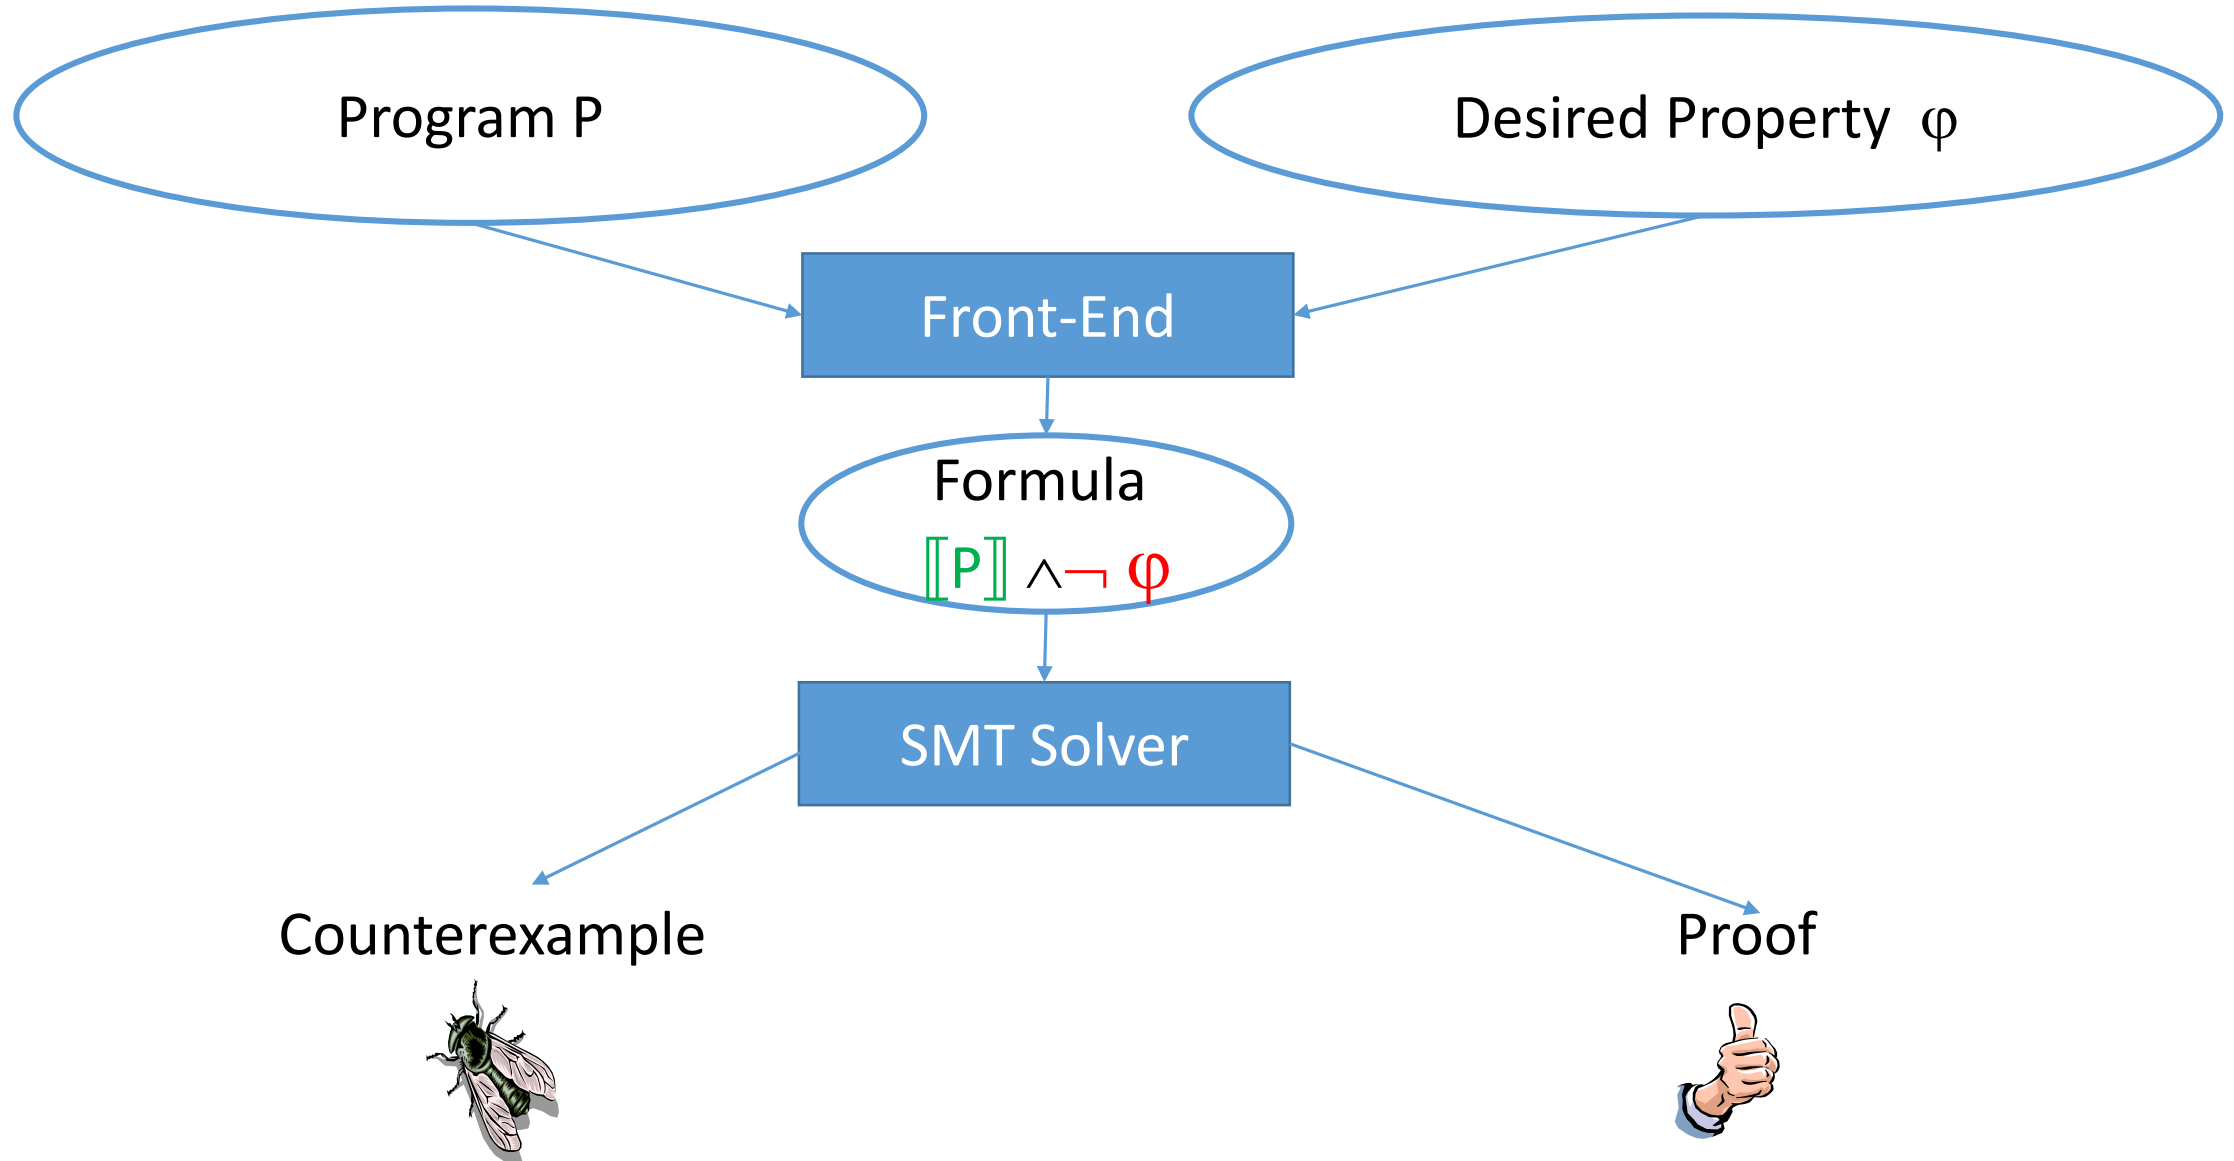 Program P
Desired Property φ
Front-End
Formula
⟦P⟧ ∧¬ φ
SMT Solver
Counterexample
Proof